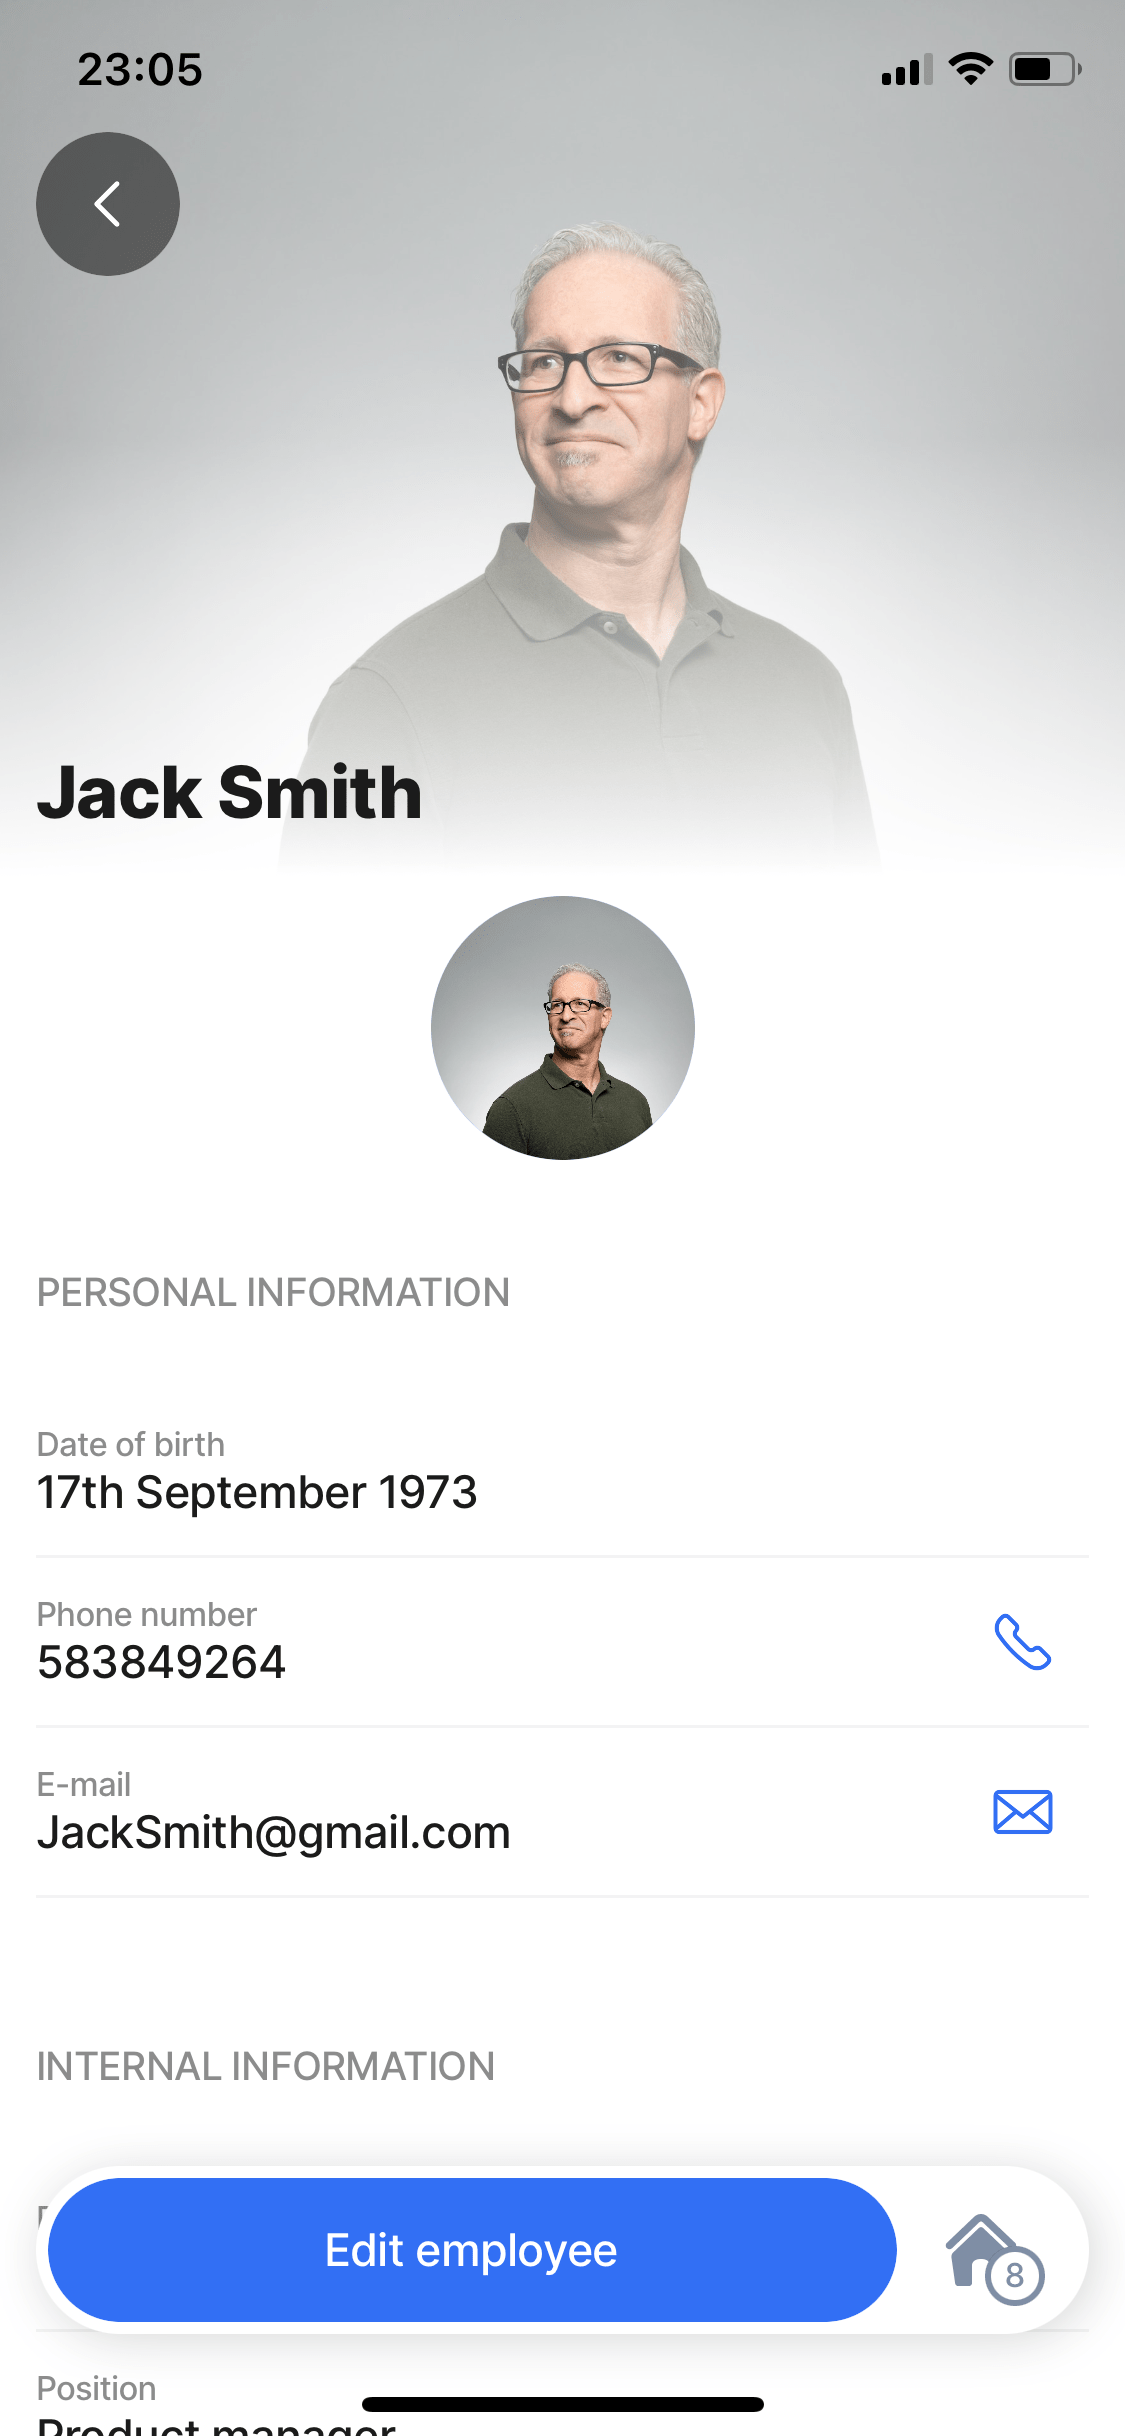 23:05
Jack Smith
PERSONAL INFORMATION
Date of birth
17th September 1973
Phone number
583849264
E-mail
JackSmith@gmail.com
INTERNAL INFORMATION
Edit employee
8
Position
Product manager